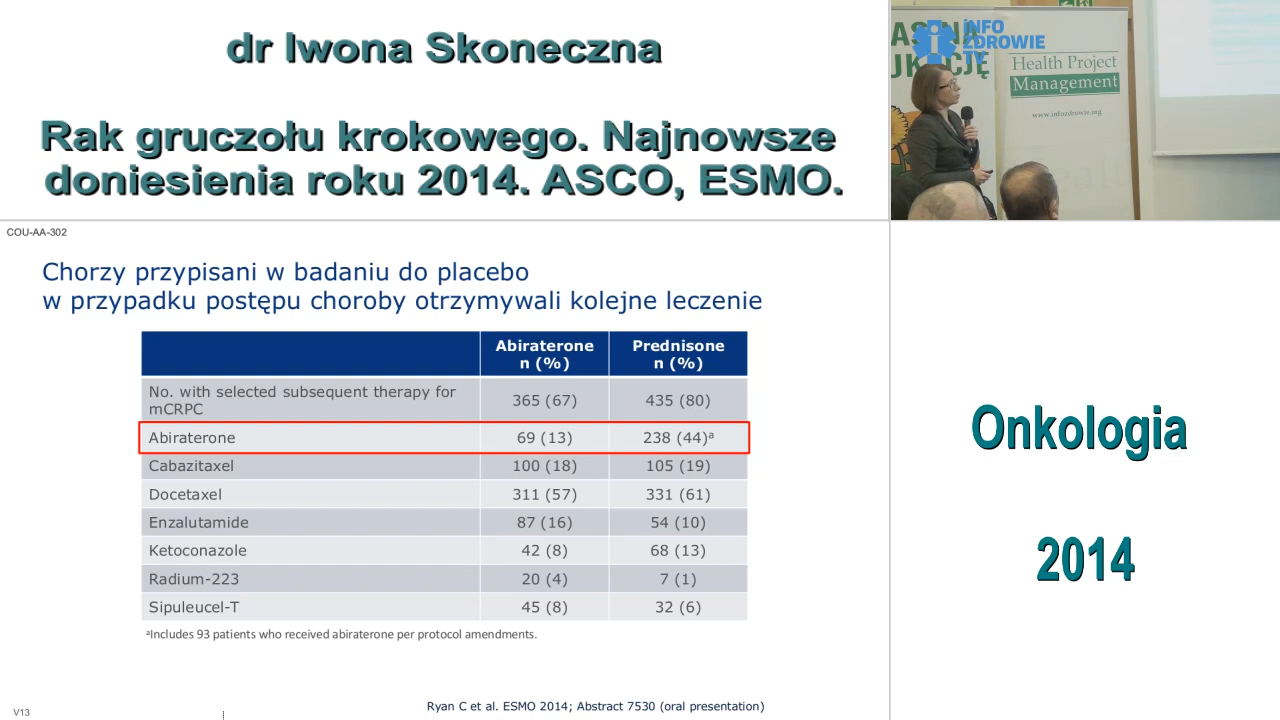 dr Iwona Skoneczna
Rak gruczołu krokowego. Najnowsze
doniesienia roku 2014. ASCO, ESMO.
INFO
ZDROWIE
TV
Health Project
Management
www.infozdrowie.org
COU-AA-302
Chorzy przypisani w badaniu do placebo
w przypadku postępu choroby otrzymywali kolejne leczenie
Abiraterone n (%) Prednisone n (%)
No. with selected subsequent therapy for mCRPC 365 (67) 435 (80)
Abiraterone 69 (13) 238 (44)ᵃ
Cabazitaxel 100 (18) 105 (19)
Docetaxel 311 (57) 331 (61)
Enzalutamide 87 (16) 54 (10)
Ketoconazole 42 (8) 68 (13)
Radium-223 20 (4) 7 (1)
Sipuleucel-T 45 (8) 32 (6)
ᵃIncludes 93 patients who received abiraterone per protocol amendments.
Ryan C et al. ESMO 2014; Abstract 7530 (oral presentation)
V13
Onkologia
2014